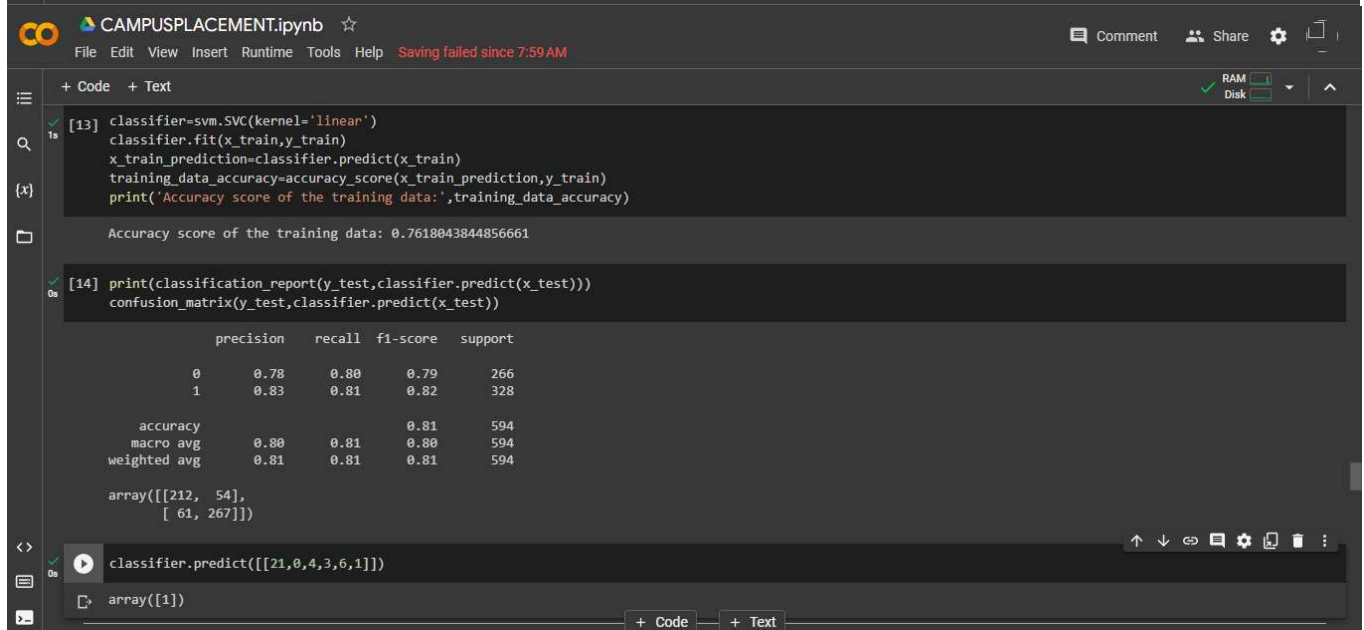 CAMPUSPLACEMENT.ipynb
File Edit View Insert Runtime Tools Help Saving failed since 7:59 AM
Comment Share
+ Code + Text
RAM
Disk
1s
[13] classifier=svm.SVC(kernel='linear')
classifier.fit(x_train,y_train)
x_train_prediction=classifier.predict(x_train)
training_data_accuracy=accuracy_score(x_train_prediction,y_train)
print('Accuracy score of the training data:',training_data_accuracy)
{x}
Accuracy score of the training data: 0.7618043844856661
0s
[14] print(classification_report(y_test,classifier.predict(x_test)))
confusion_matrix(y_test,classifier.predict(x_test))
precision recall f1-score support
0 0.78 0.80 0.79 266
1 0.83 0.81 0.82 328
accuracy 0.81 594
macro avg 0.80 0.81 0.80 594
weighted avg 0.81 0.81 0.81 594
array([[212, 54],
[ 61, 267]])
0s
classifier.predict([[21,0,4,3,6,1]])
array([1])
+ Code + Text